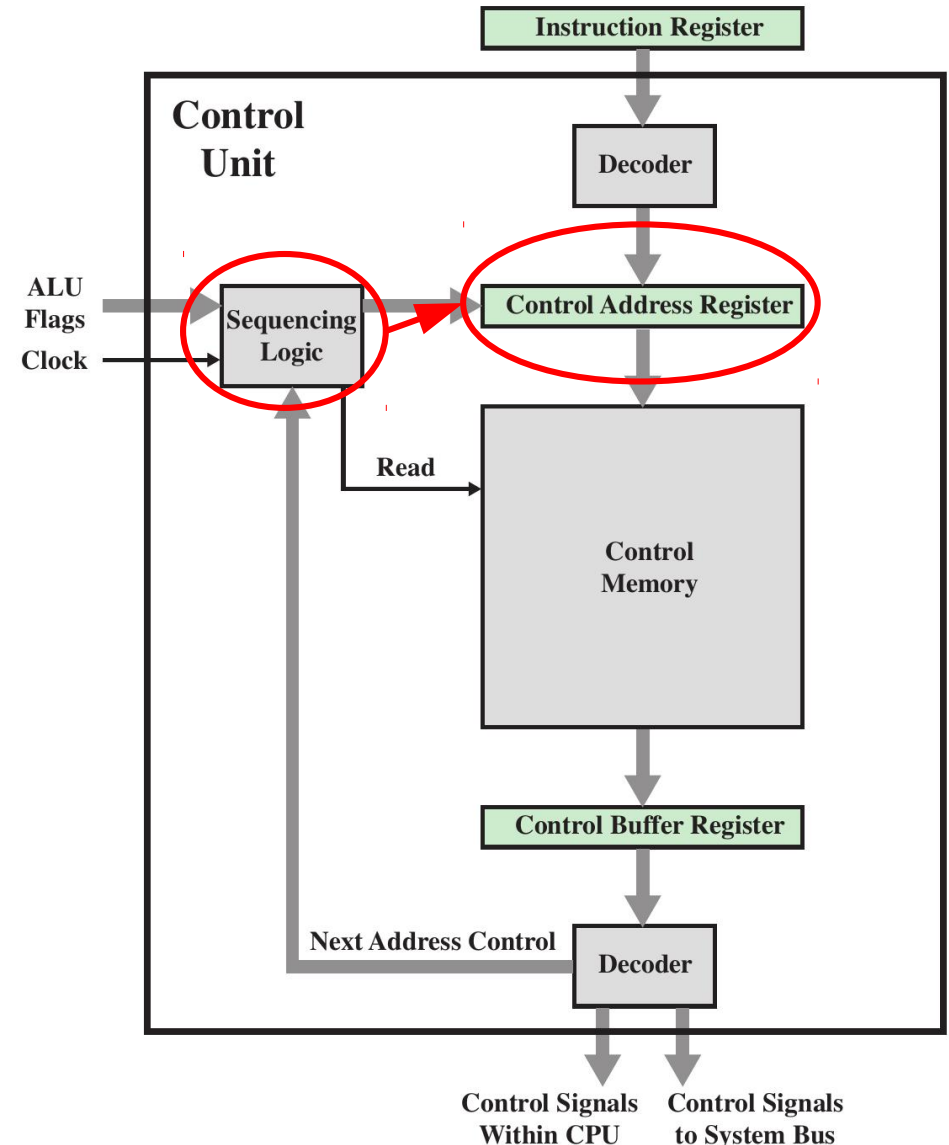 Instruction Register
Control
Unit
Decoder
ALU
Flags
Clock
Sequencing
Logic
Control Address Register
Read
Control
Memory
Control Buffer Register
Next Address Control
Decoder
Control Signals
Within CPU
Control Signals
to System Bus